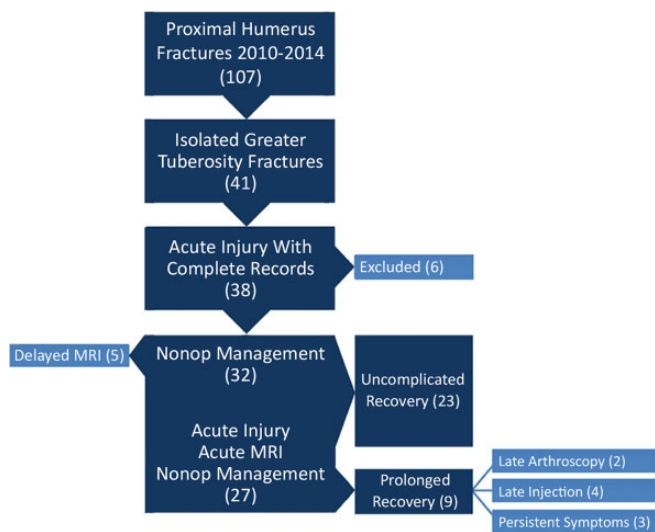 Proximal Humerus
Fractures 2010-2014
(107)
Isolated Greater
Tuberosity Fractures
(41)
Acute Injury With
Complete Records
(38)
Excluded (6)
Delayed MRI (5)
Nonop Management
(32)
Uncomplicated
Recovery (23)
Acute Injury
Acute MRI
Nonop Management
(27)
Prolonged
Recovery (9)
Late Arthroscopy (2)
Late Injection (4)
Persistent Symptoms (3)